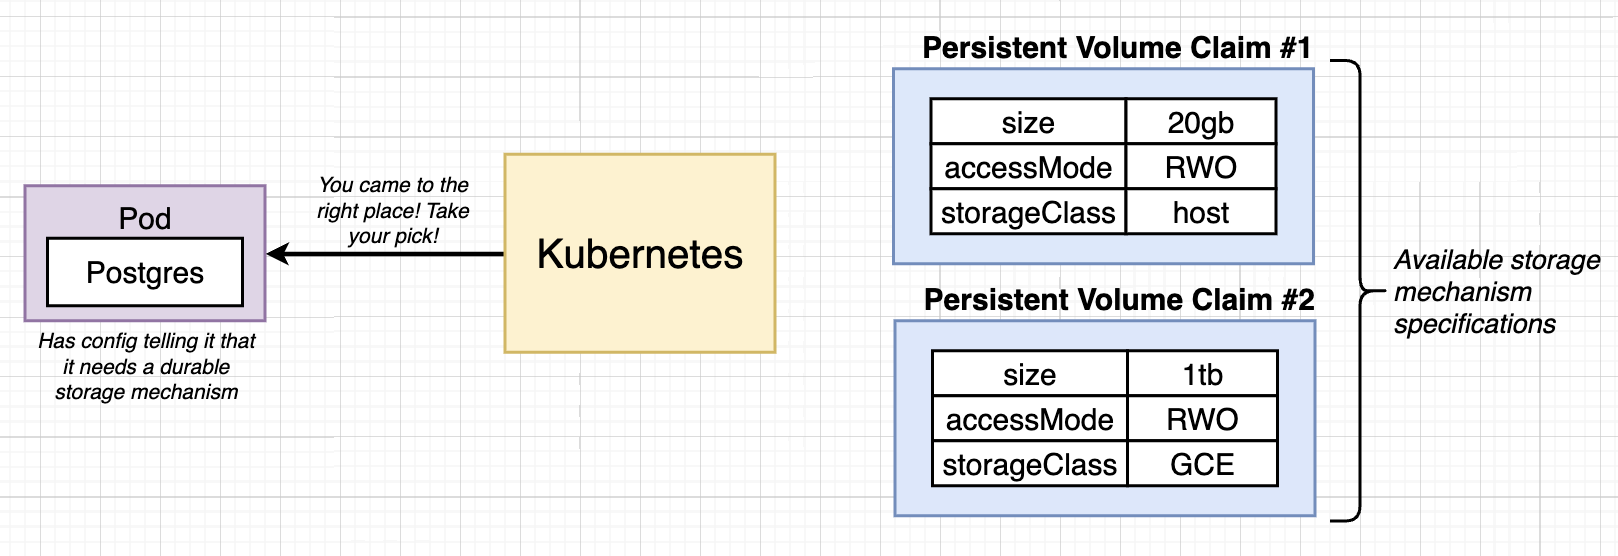 Persistent Volume Claim #1
size 20gb
accessMode RWO
storageClass host
You came to the
right place! Take
your pick!
Pod
Postgres
Kubernetes
Has config telling it that
it needs a durable
storage mechanism
Available storage
mechanism
specifications
Persistent Volume Claim #2
size 1tb
accessMode RWO
storageClass GCE